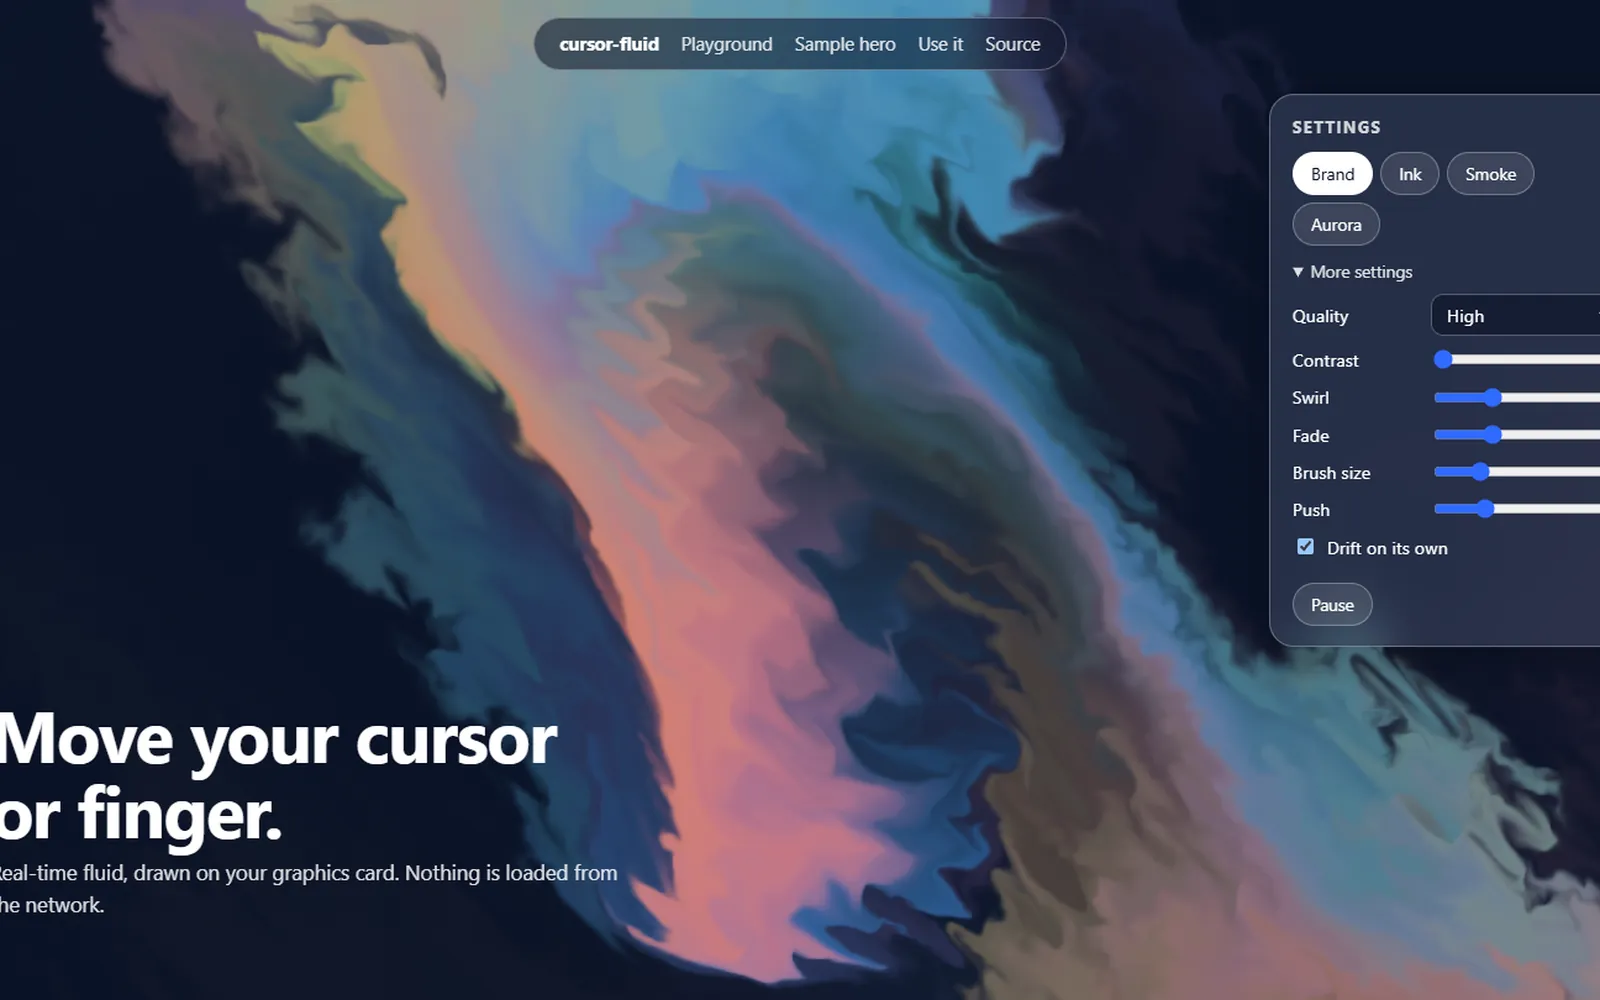 cursor-fluid Playground Sample hero Use it Source
SETTINGS
Brand Ink Smoke
Aurora
▼ More settings
Quality High
Contrast
Swirl
Fade
Brush size
Push
Drift on its own
Pause
Move your cursor
or finger.
Real-time fluid, drawn on your graphics card. Nothing is loaded from
the network.